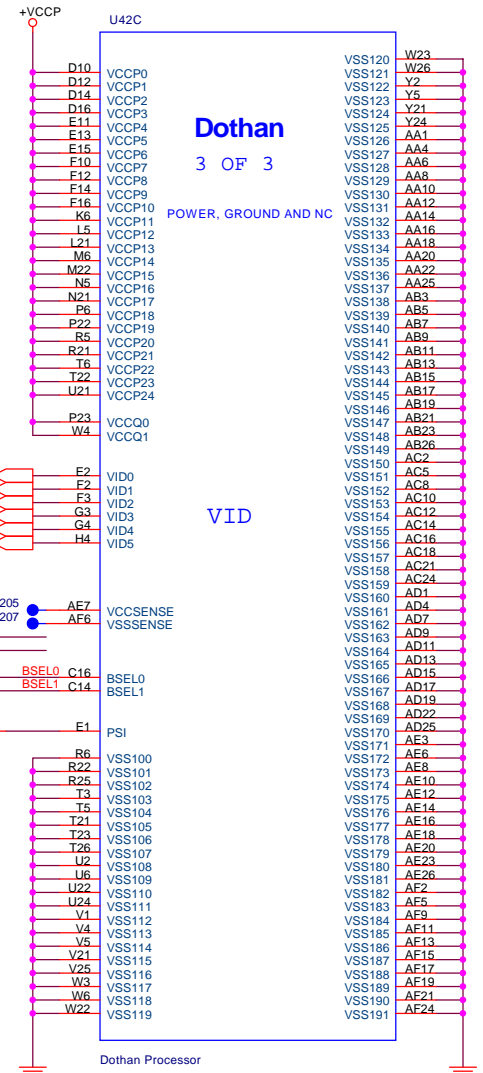 +VCCP
U42C
Dothan
3 OF 3
POWER, GROUND AND NC
VID
D10 VCCP0
D12 VCCP1
D14 VCCP2
D16 VCCP3
E11 VCCP4
E13 VCCP5
E15 VCCP6
F10 VCCP7
F12 VCCP8
F14 VCCP9
F16 VCCP10
K6 VCCP11
L5 VCCP12
L21 VCCP13
M6 VCCP14
M22 VCCP15
N5 VCCP16
N21 VCCP17
P6 VCCP18
P22 VCCP19
R5 VCCP20
R21 VCCP21
T6 VCCP22
T22 VCCP23
U21 VCCP24
P23 VCCQ0
W4 VCCQ1
E2 VID0
F2 VID1
F3 VID2
G3 VID3
G4 VID4
H4 VID5
205 AE7 VCCSENSE
207 AF6 VSSSENSE
BSEL0 C16 BSEL0
BSEL1 C14 BSEL1
E1 PSI
R6 VSS100
R22 VSS101
R25 VSS102
T3 VSS103
T5 VSS104
T21 VSS105
T23 VSS106
T26 VSS107
U2 VSS108
U6 VSS109
U22 VSS110
U24 VSS111
V1 VSS112
V4 VSS113
V5 VSS114
V21 VSS115
V25 VSS116
W3 VSS117
W6 VSS118
W22 VSS119
VSS120 W23
VSS121 W26
VSS122 Y2
VSS123 Y5
VSS124 Y21
VSS125 Y24
VSS126 AA1
VSS127 AA4
VSS128 AA6
VSS129 AA8
VSS130 AA10
VSS131 AA12
VSS132 AA14
VSS133 AA16
VSS134 AA18
VSS135 AA20
VSS136 AA22
VSS137 AA25
VSS138 AB3
VSS139 AB5
VSS140 AB7
VSS141 AB9
VSS142 AB11
VSS143 AB13
VSS144 AB15
VSS145 AB17
VSS146 AB19
VSS147 AB21
VSS148 AB23
VSS149 AB26
VSS150 AC2
VSS151 AC5
VSS152 AC8
VSS153 AC10
VSS154 AC12
VSS155 AC14
VSS156 AC16
VSS157 AC18
VSS158 AC21
VSS159 AC24
VSS160 AD1
VSS161 AD4
VSS162 AD7
VSS163 AD9
VSS164 AD11
VSS165 AD13
VSS166 AD15
VSS167 AD17
VSS168 AD19
VSS169 AD22
VSS170 AD25
VSS171 AE3
VSS172 AE6
VSS173 AE8
VSS174 AE10
VSS175 AE12
VSS176 AE14
VSS177 AE16
VSS178 AE18
VSS179 AE20
VSS180 AE23
VSS181 AE26
VSS182 AF2
VSS183 AF5
VSS184 AF9
VSS185 AF11
VSS186 AF13
VSS187 AF15
VSS188 AF17
VSS189 AF19
VSS190 AF21
VSS191 AF24
Dothan Processor